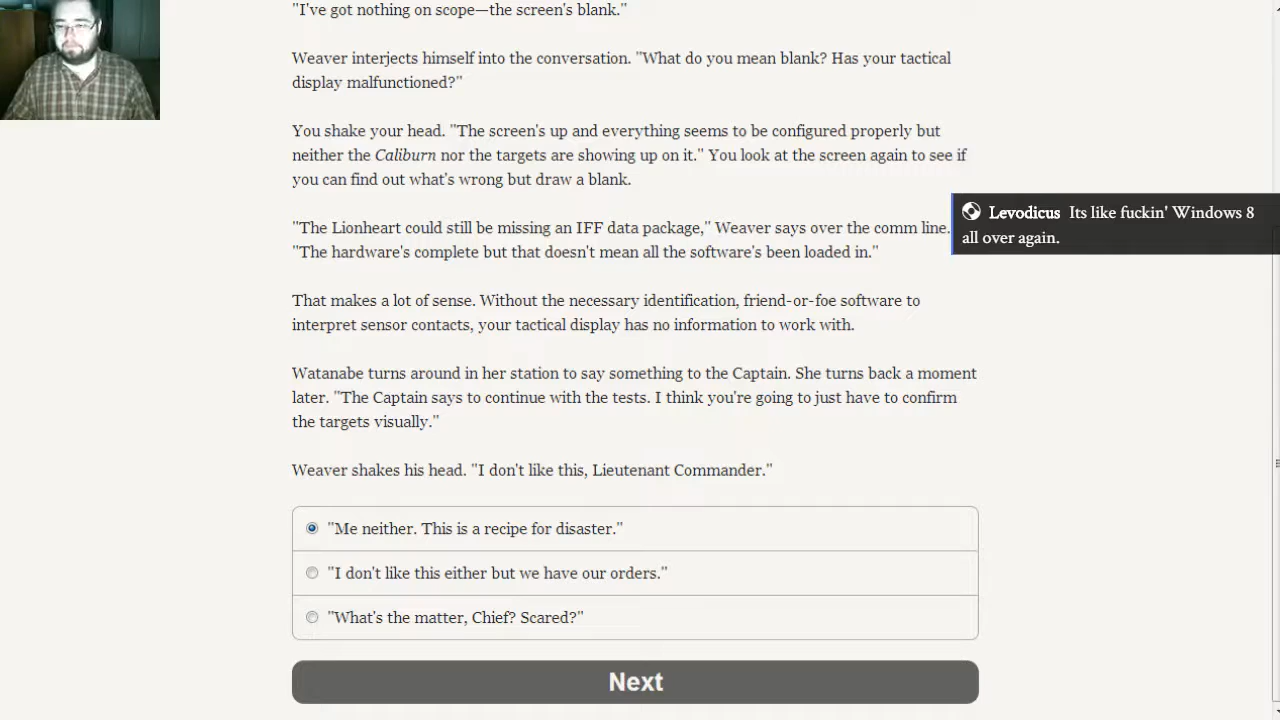 "I've got nothing on scope—the screen's blank."
Weaver interjects himself into the conversation. "What do you mean blank? Has your tactical
display malfunctioned?"
You shake your head. "The screen's up and everything seems to be configured properly but
neither the Caliburn nor the targets are showing up on it." You look at the screen again to see if
you can find out what's wrong but draw a blank.
"The Lionheart could still be missing an IFF data package," Weaver says over the comm line.
"The hardware's complete but that doesn't mean all the software's been loaded in."
Levodicus Its like fuckin' Windows 8
all over again.
That makes a lot of sense. Without the necessary identification, friend-or-foe software to
interpret sensor contacts, your tactical display has no information to work with.
Watanabe turns around in her station to say something to the Captain. She turns back a moment
later. "The Captain says to continue with the tests. I think you're going to just have to confirm
the targets visually."
Weaver shakes his head. "I don't like this, Lieutenant Commander."
"Me neither. This is a recipe for disaster."
"I don't like this either but we have our orders."
"What's the matter, Chief? Scared?"
Next